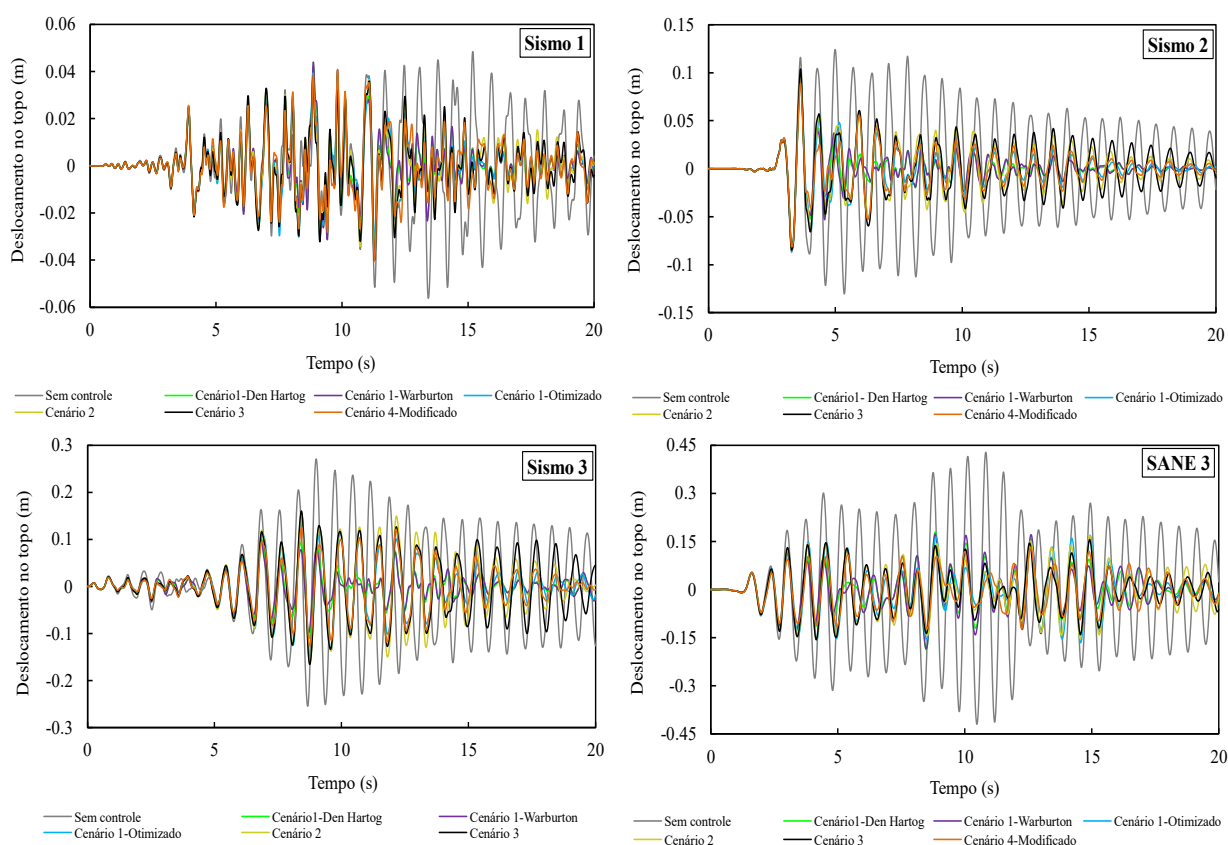 Sismo 1
Deslocamento no topo (m)
0.06
0.04
0.02
0
-0.02
-0.04
-0.06
0 5 10 15 20
Tempo (s)
Sem controle Cenário1-Den Hartog Cenário 1-Warburton Cenário 1-Otimizado
Cenário 2 Cenário 3 Cenário 4-Modificado
Sismo 2
Deslocamento no topo (m)
0.15
0.1
0.05
0
-0.05
-0.1
-0.15
0 5 10 15 20
Tempo (s)
Sem controle Cenário1- Den Hartog Cenário 1-Warburton Cenário 1-Otimizado
Cenário 2 Cenário 3 Cenário 4-Modificado
Sismo 3
Deslocamento no topo (m)
0.3
0.2
0.1
0
-0.1
-0.2
-0.3
0 5 10 15 20
Tempo (s)
Sem controle Cenário1-Den Hartog Cenário 1-Warburton
Cenário 1-Otimizado Cenário 2 Cenário 3
SANE 3
Deslocamento no topo (m)
0.45
0.3
0.15
0
-0.15
-0.3
-0.45
0 5 10 15 20
Tempo (s)
Sem controle Cenário1-Den Hartog Cenário 1-Warburton Cenário 1-Otimizado
Cenário 2 Cenário 3 Cenário 4-Modificado